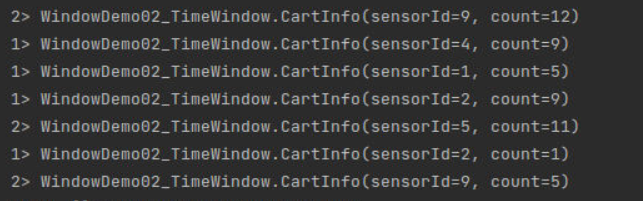 2> WindowDemo02_TimeWindow.CartInfo(sensorId=9, count=12)
1> WindowDemo02_TimeWindow.CartInfo(sensorId=4, count=9)
1> WindowDemo02_TimeWindow.CartInfo(sensorId=1, count=5)
1> WindowDemo02_TimeWindow.CartInfo(sensorId=2, count=9)
2> WindowDemo02_TimeWindow.CartInfo(sensorId=5, count=11)
1> WindowDemo02_TimeWindow.CartInfo(sensorId=2, count=1)
2> WindowDemo02_TimeWindow.CartInfo(sensorId=9, count=5)